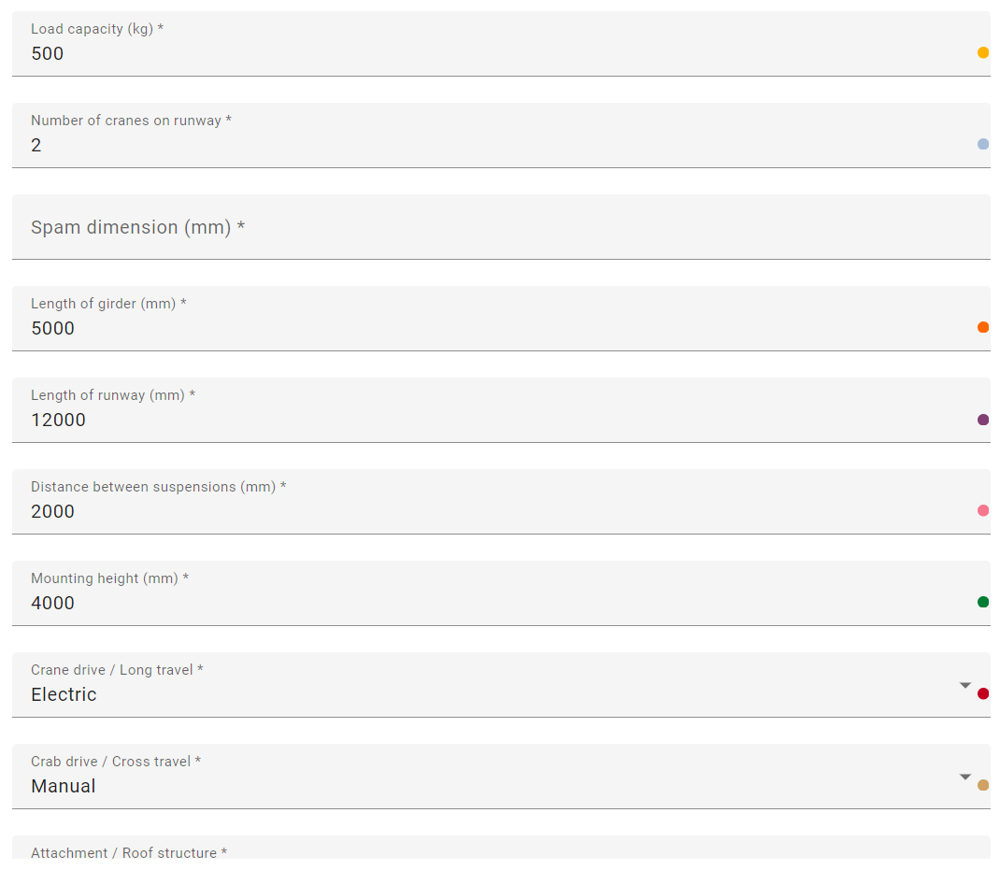 Load capacity (kg) *
500
Number of cranes on runway *
2
Spam dimension (mm) *
Length of girder (mm) *
5000
Length of runway (mm) *
12000
Distance between suspensions (mm) *
2000
Mounting height (mm) *
4000
Crane drive / Long travel *
Electric
Crab drive / Cross travel *
Manual
Attachment / Roof structure *